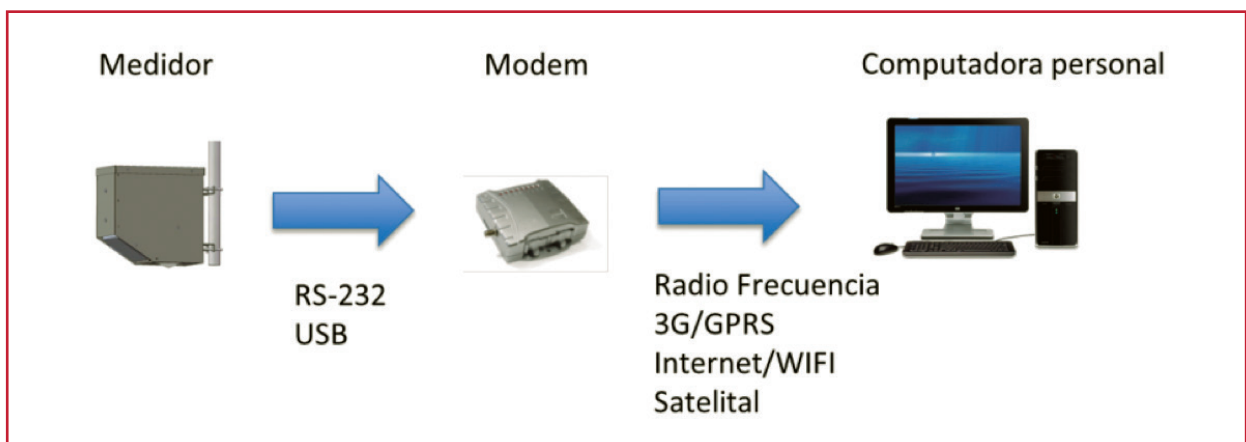 Medidor
Modem
Computadora personal
RS-232
USB
Radio Frecuencia
3G/GPRS
Internet/WIFI
Satelital